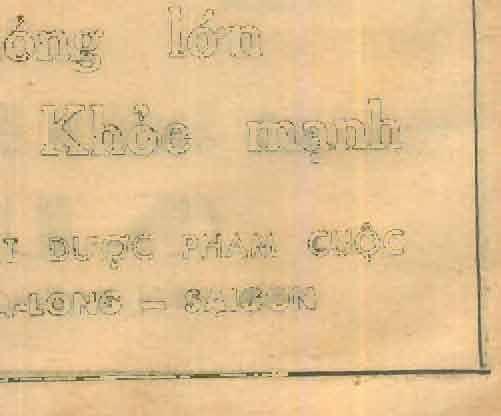 óng lớn
Khỏe mạnh
T DƯỢC PHẨM CUỘC
A-LONG — SAIGON